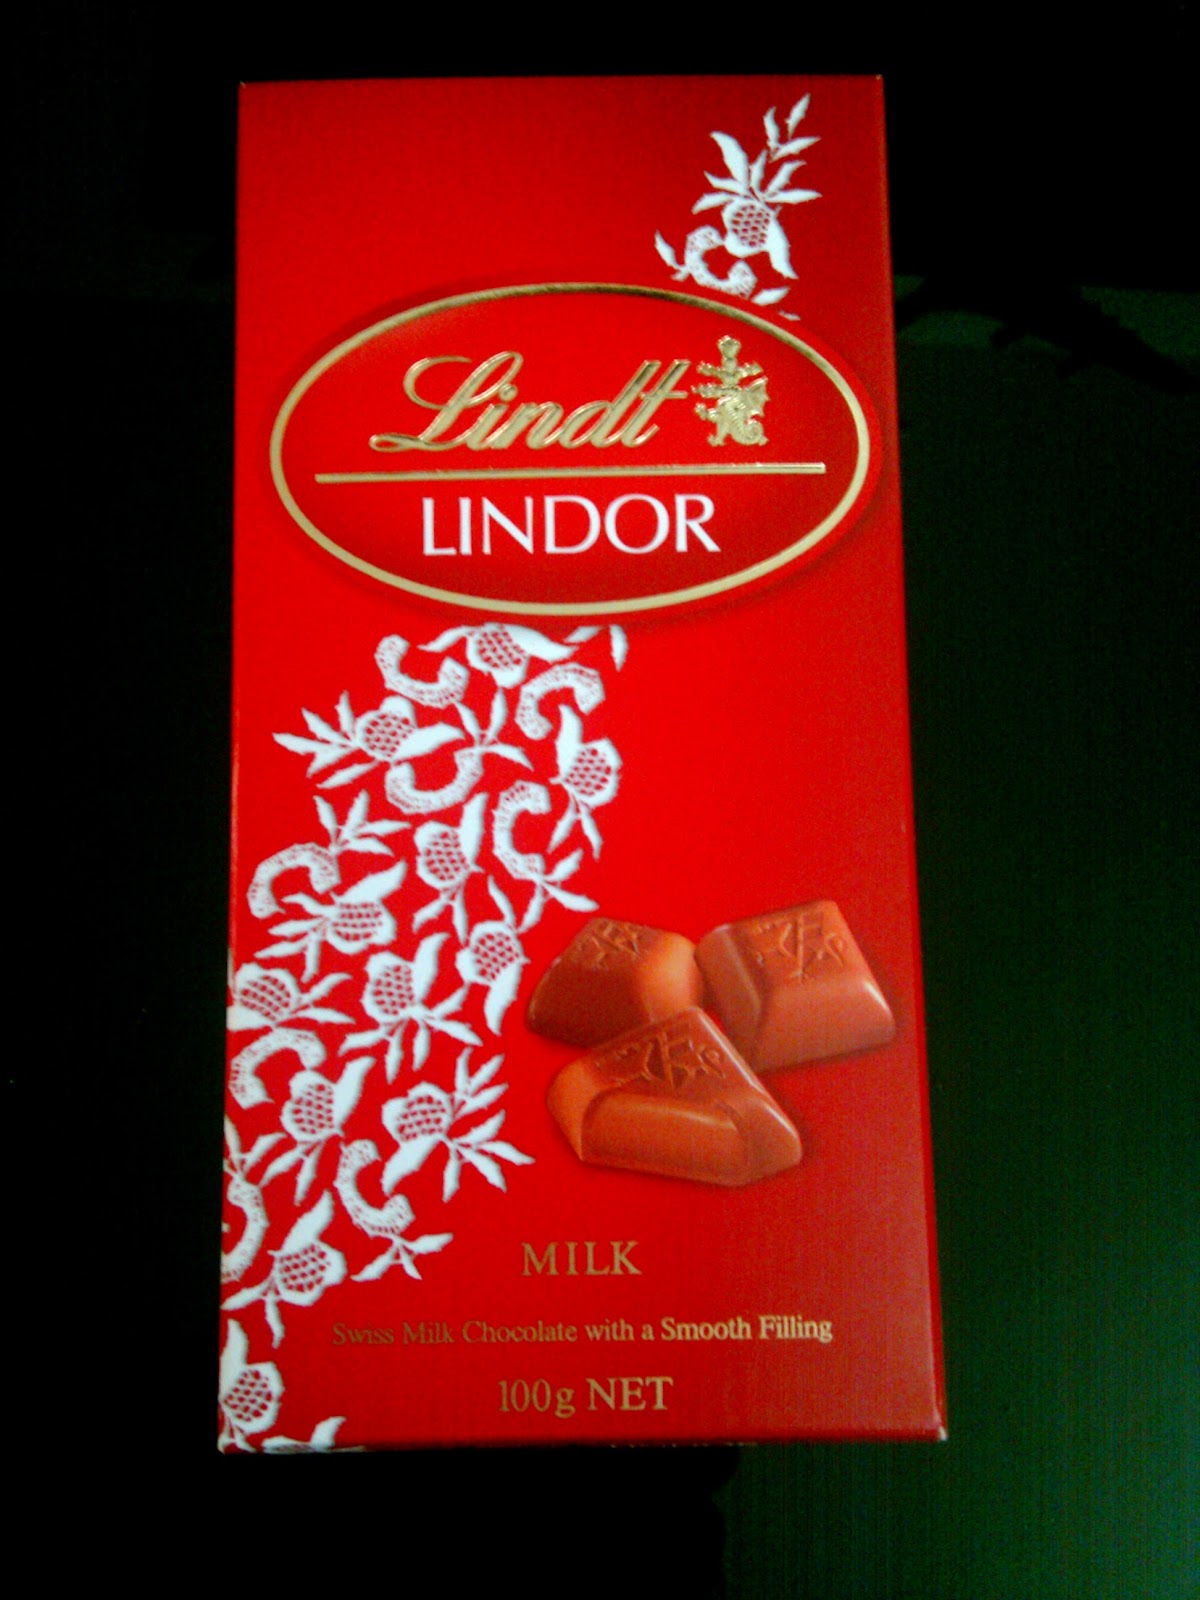 Lindt
LINDOR
MILK
Swiss Milk Chocolate with a Smooth Filling
100g NET